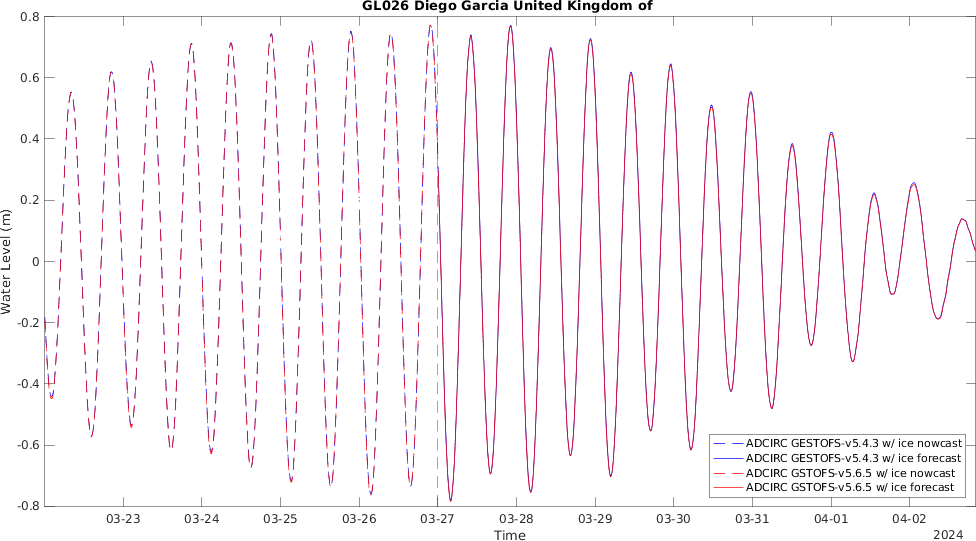 GL026 Diego Garcia United Kingdom of
Water Level (m)
0.8
0.6
0.4
0.2
0
-0.2
-0.4
-0.6
-0.8
ADCIRC GESTOFS-v5.4.3 w/ ice nowcast
ADCIRC GESTOFS-v5.4.3 w/ ice forecast
ADCIRC GSTOFS-v5.6.5 w/ ice nowcast
ADCIRC GSTOFS-v5.6.5 w/ ice forecast
03-23 03-24 03-25 03-26 03-27 03-28 03-29 03-30 03-31 04-01 04-02
Time
2024